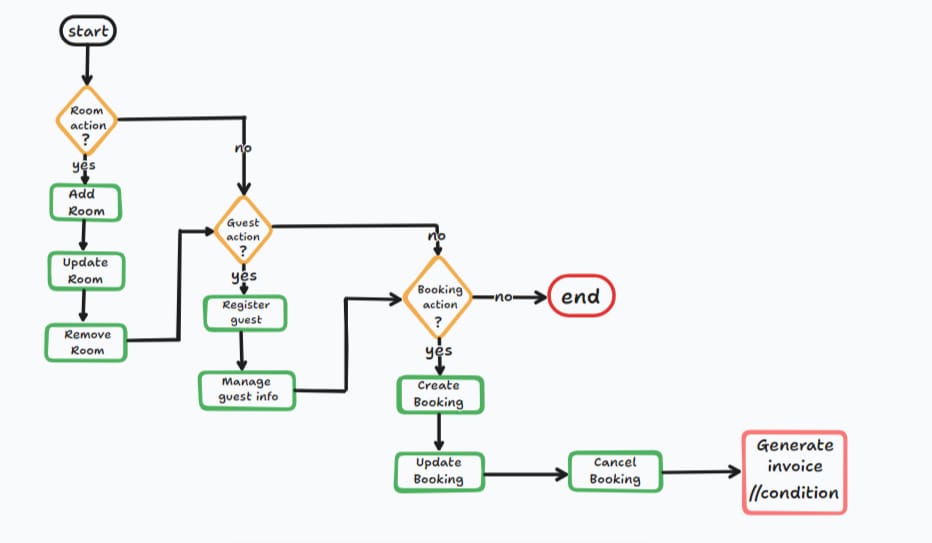 start
Room
action
?
no
yes
Add
Room
Update
Room
Remove
Room
Guest
action
?
no
yes
Register
guest
Manage
guest info
Booking
action
?
no
end
yes
Create
Booking
Update
Booking
Cancel
Booking
Generate
invoice
//condition